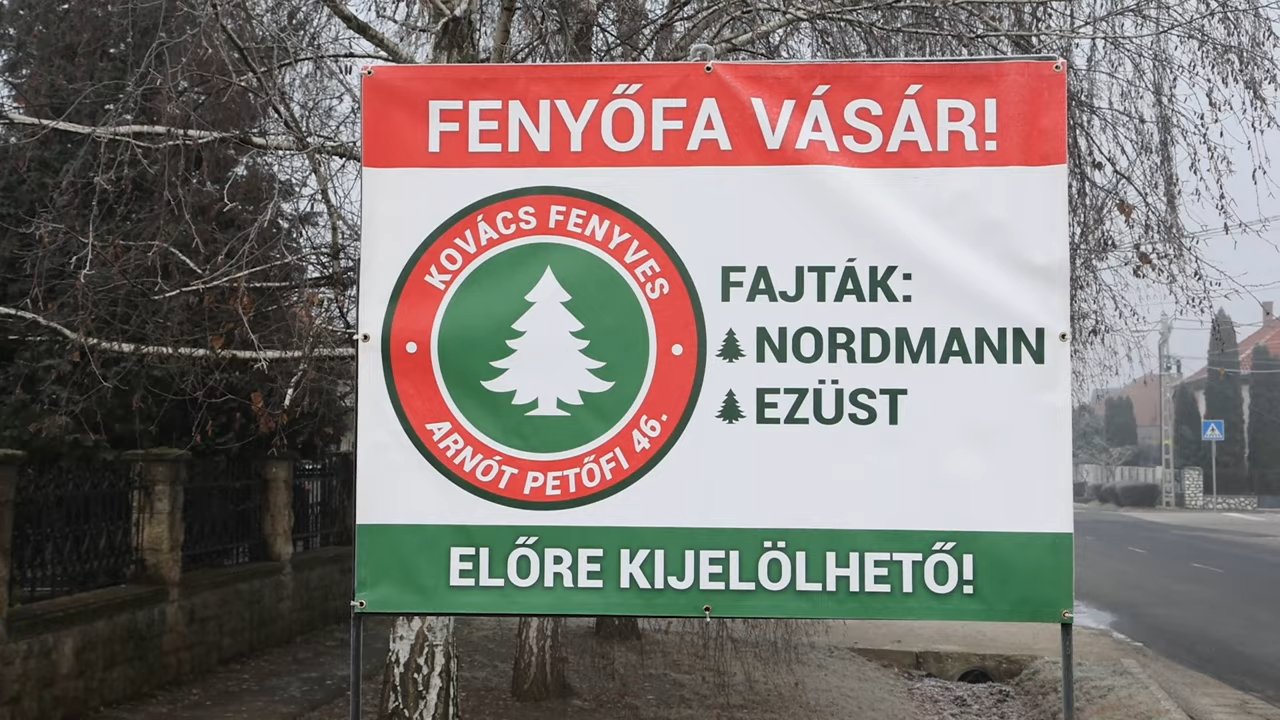 FENYŐFA VÁSÁR!
KOVÁCS FENYVES
ARNÓT PETŐFI 46.
FAJTÁK:
NORDMANN
EZÜST
ELŐRE KIJELÖLHETŐ!